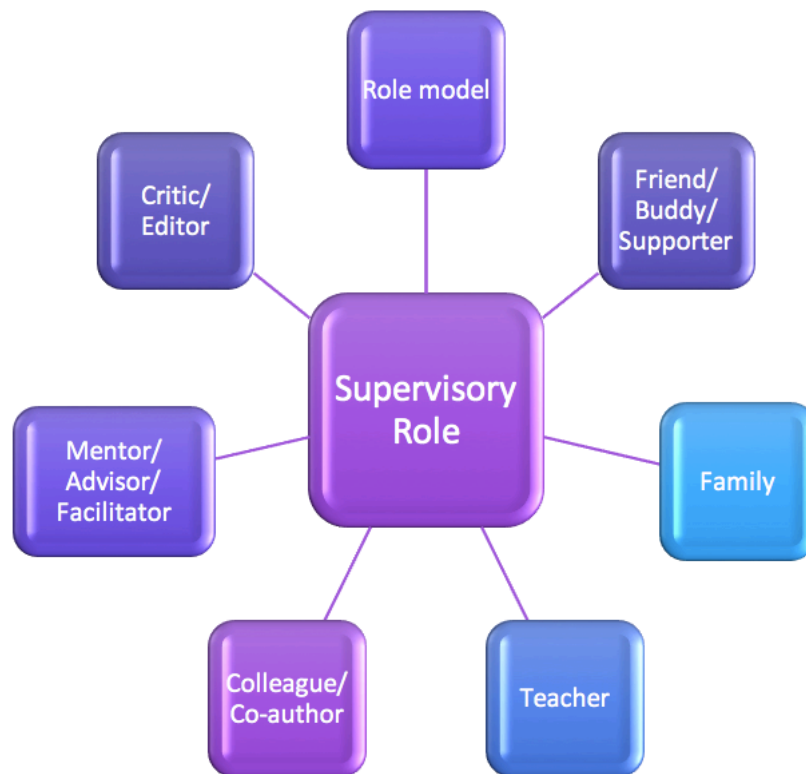 Role model
Friend/
Buddy/
Supporter
Family
Teacher
Colleague/
Co-author
Mentor/
Advisor/
Facilitator
Critic/
Editor
Supervisory
Role